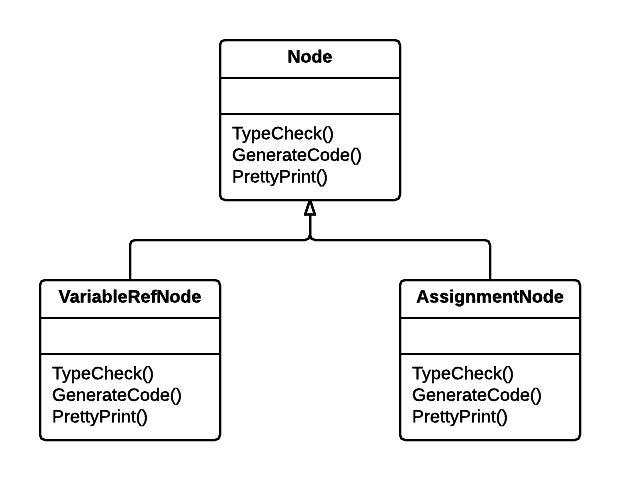 Node
TypeCheck()
GenerateCode()
PrettyPrint()
VariableRefNode
TypeCheck()
GenerateCode()
PrettyPrint()
AssignmentNode
TypeCheck()
GenerateCode()
PrettyPrint()